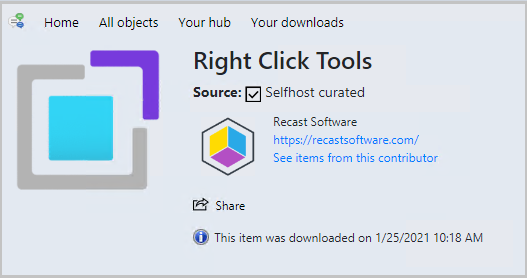 Home All objects Your hub Your downloads
Right Click Tools
Source: Selfhost curated
Recast Software
https://recastsoftware.com/
See items from this contributor
Share
This item was downloaded on 1/25/2021 10:18 AM